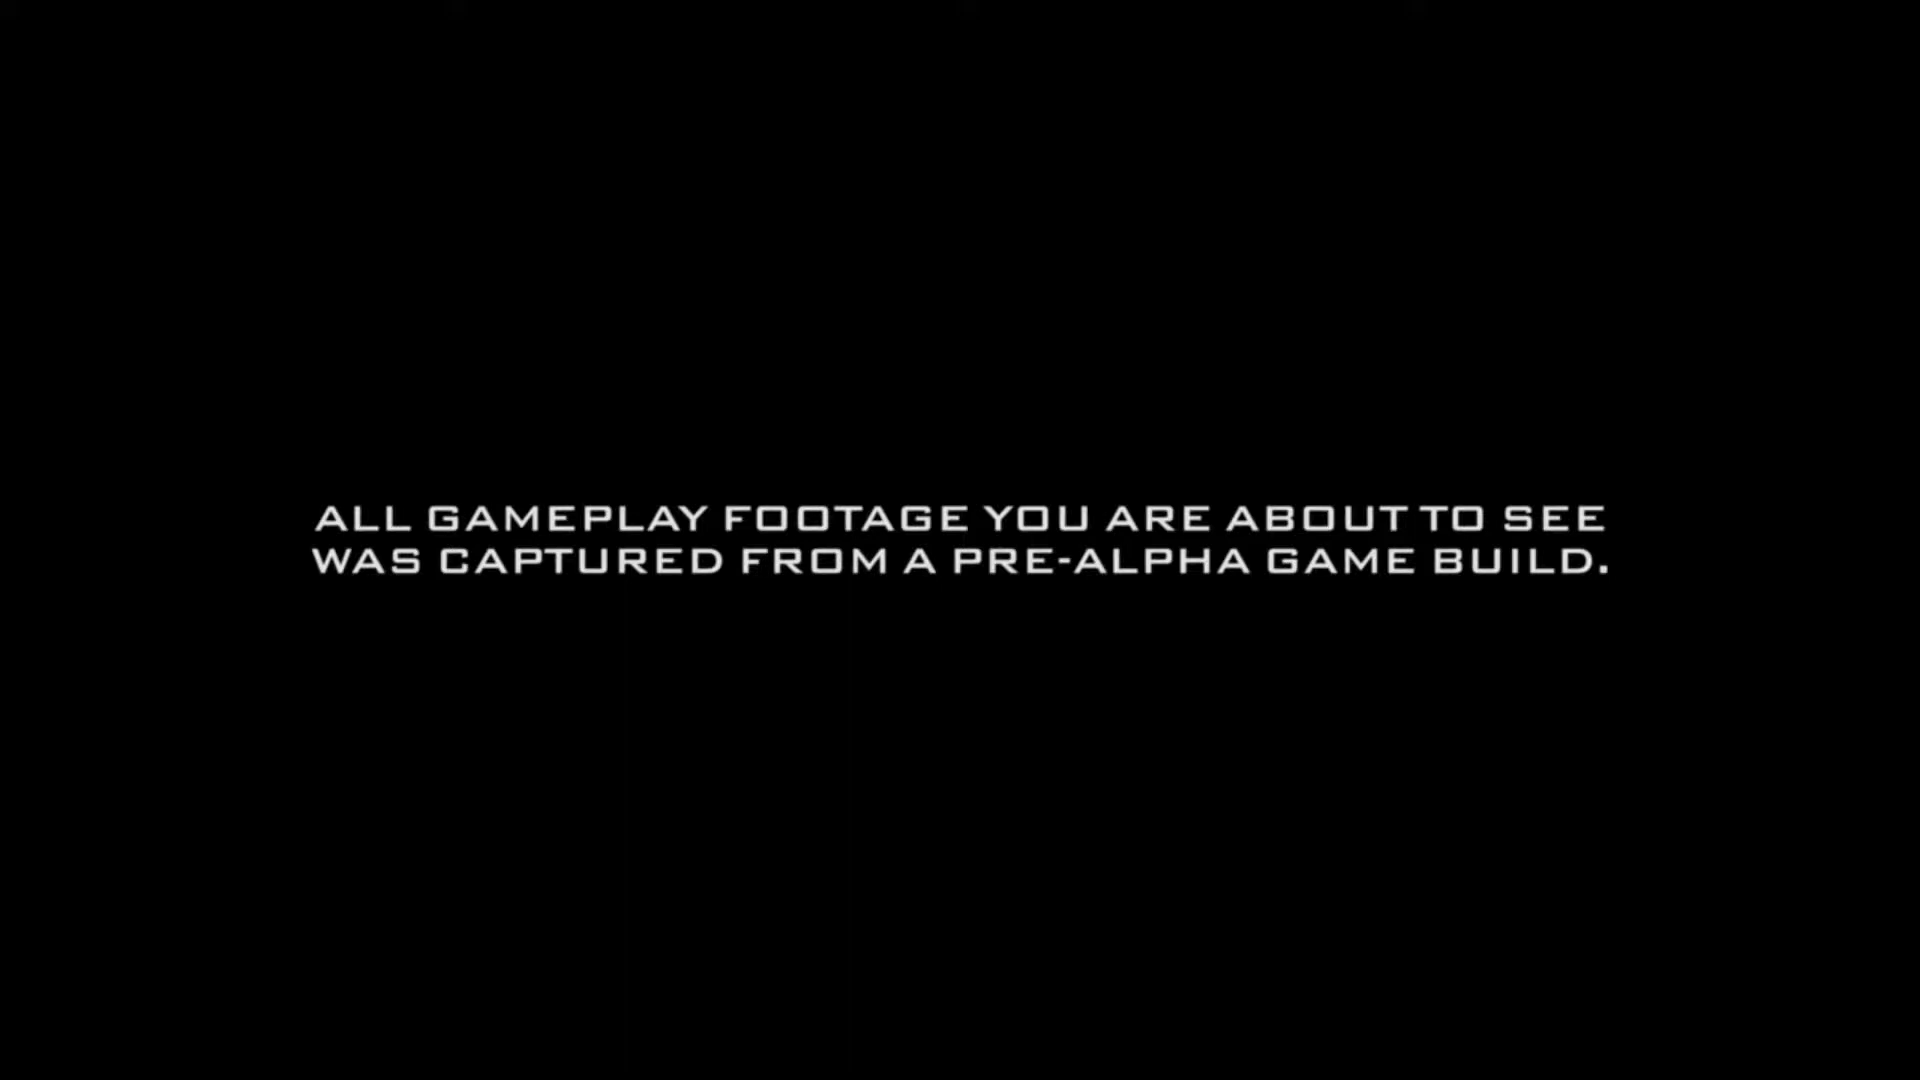 ALL GAMEPLAY FOOTAGE YOU ARE ABOUT TO SEE
WAS CAPTURED FROM A PRE-ALPHA GAME BUILD.